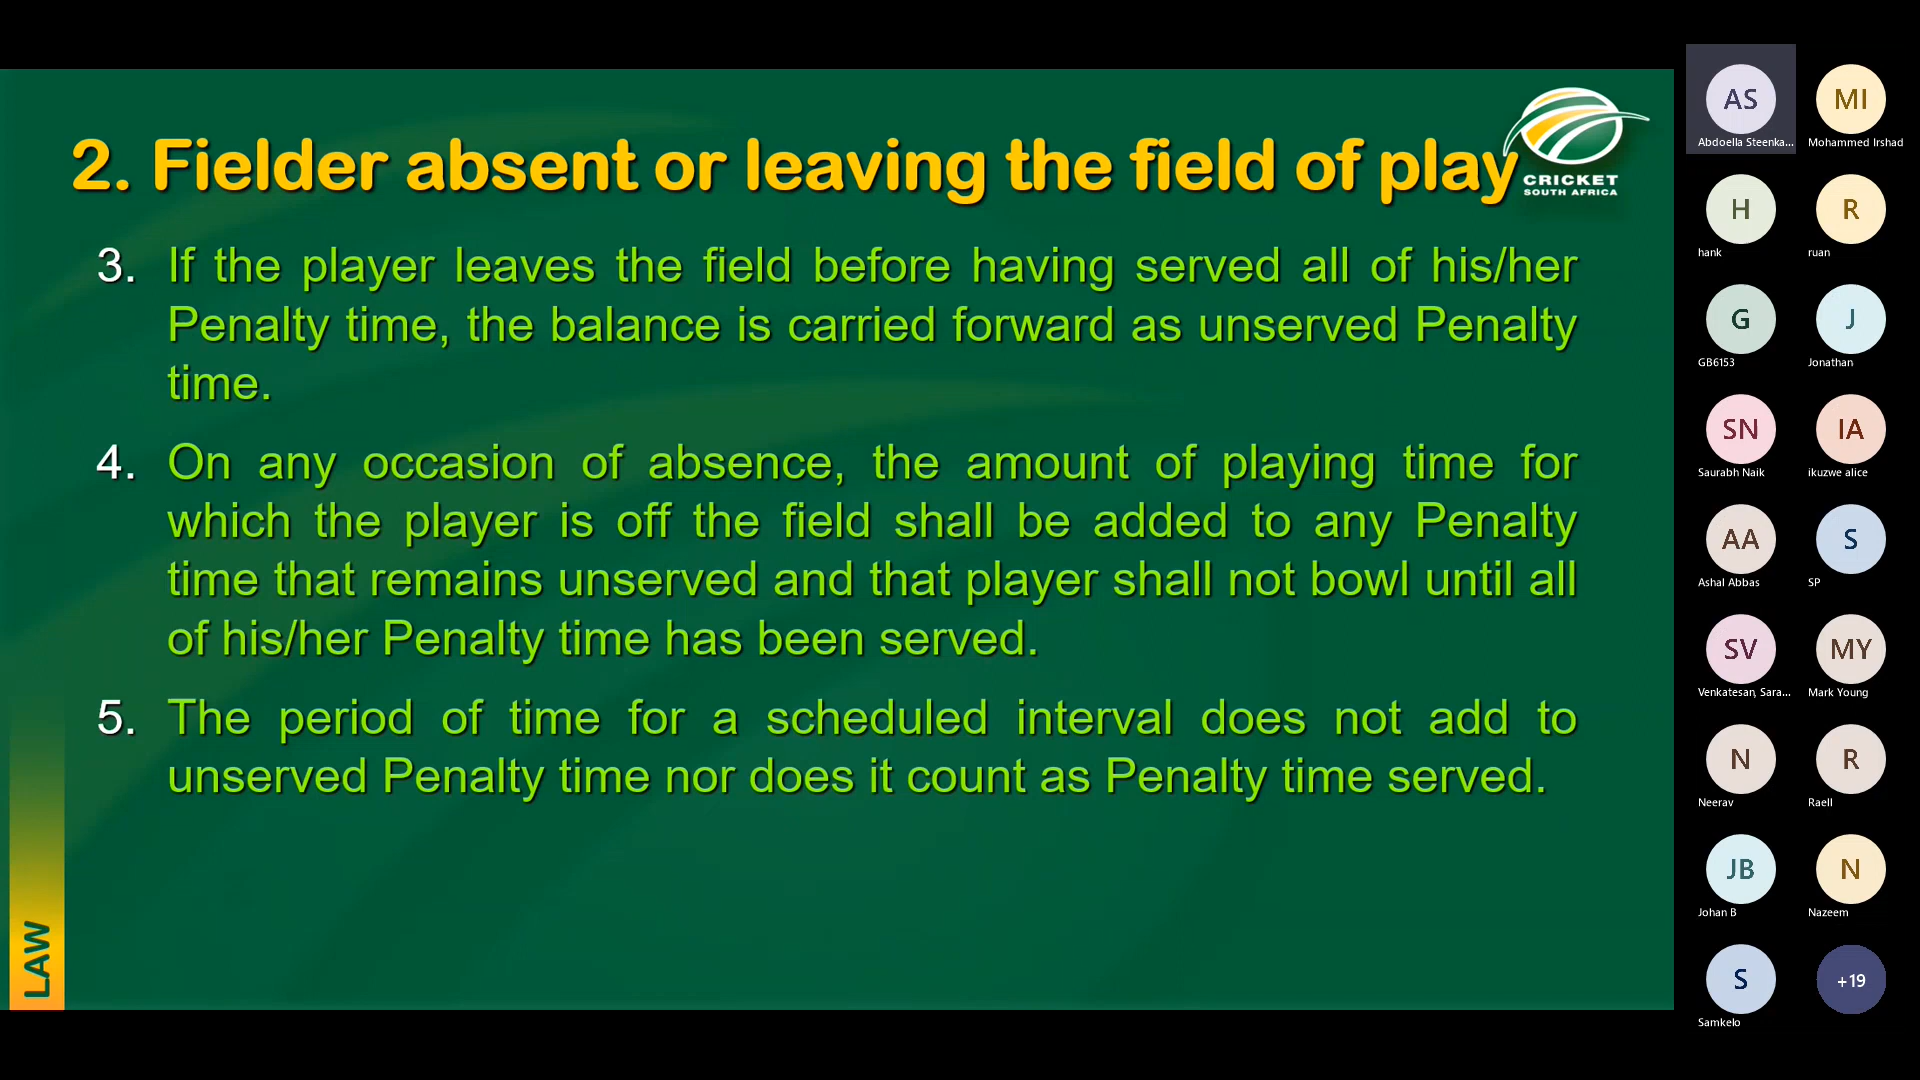 2. Fielder absent or leaving the field of play
CRICKET
SOUTH AFRICA
3. If the player leaves the field before having served all of his/her
Penalty time, the balance is carried forward as unserved Penalty
time.
4. On any occasion of absence, the amount of playing time for
which the player is off the field shall be added to any Penalty
time that remains unserved and that player shall not bowl until all
of his/her Penalty time has been served.
5. The period of time for a scheduled interval does not add to
unserved Penalty time nor does it count as Penalty time served.
LAW
AS
Abdoella Steenka...
MI
Mohammed Irshad
H
hank
R
ruan
G
GB6153
J
Jonathan
SN
Saurabh Naik
IA
ikuzwe alice
AA
Ashal Abbas
S
SP
SV
Venkatesan, Sara...
MY
Mark Young
N
Neerav
R
Raell
JB
Johan B
N
Nazeem
S
Samkelo
+19